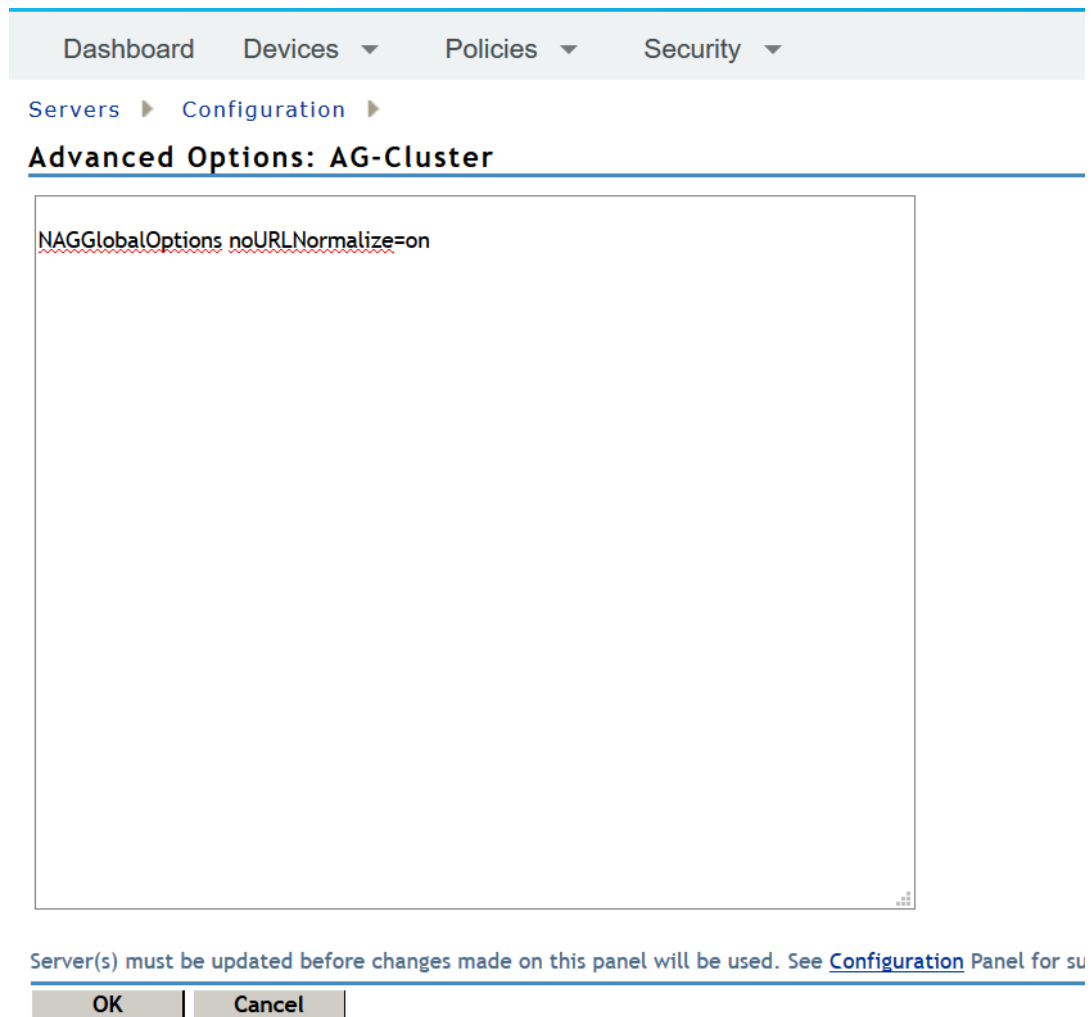 Dashboard Devices Policies Security
Servers Configuration
Advanced Options: AG-Cluster
NAGGlobalOptions noURLNormalize=on
Server(s) must be updated before changes made on this panel will be used. See Configuration Panel for su
OK Cancel